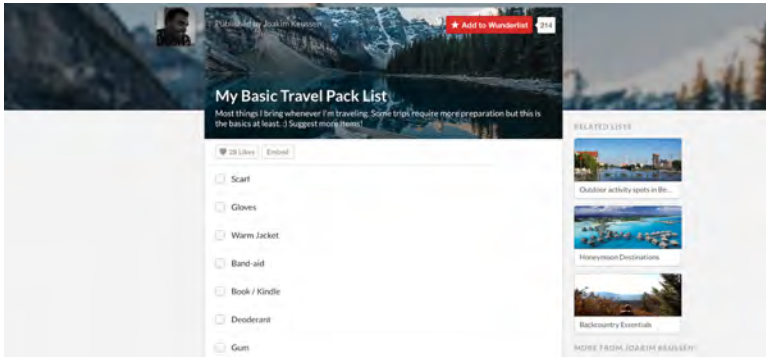 Published by Joakim Keussen
★ Add to Wunderlist
214
My Basic Travel Pack List
Most things I bring whenever I'm traveling. Some trips require more preparation but this is
the basics at least. :) Suggest more items!
28 Likes
Embed
Scarf
Gloves
Warm Jacket
Band-aid
Book / Kindle
Deoderant
Gum
RELATED LISTS
Outdoor activity spots in Be...
Honeymoon Destinations
Backcountry Essentials
MORE FROM JOAKIM KEUSSEN